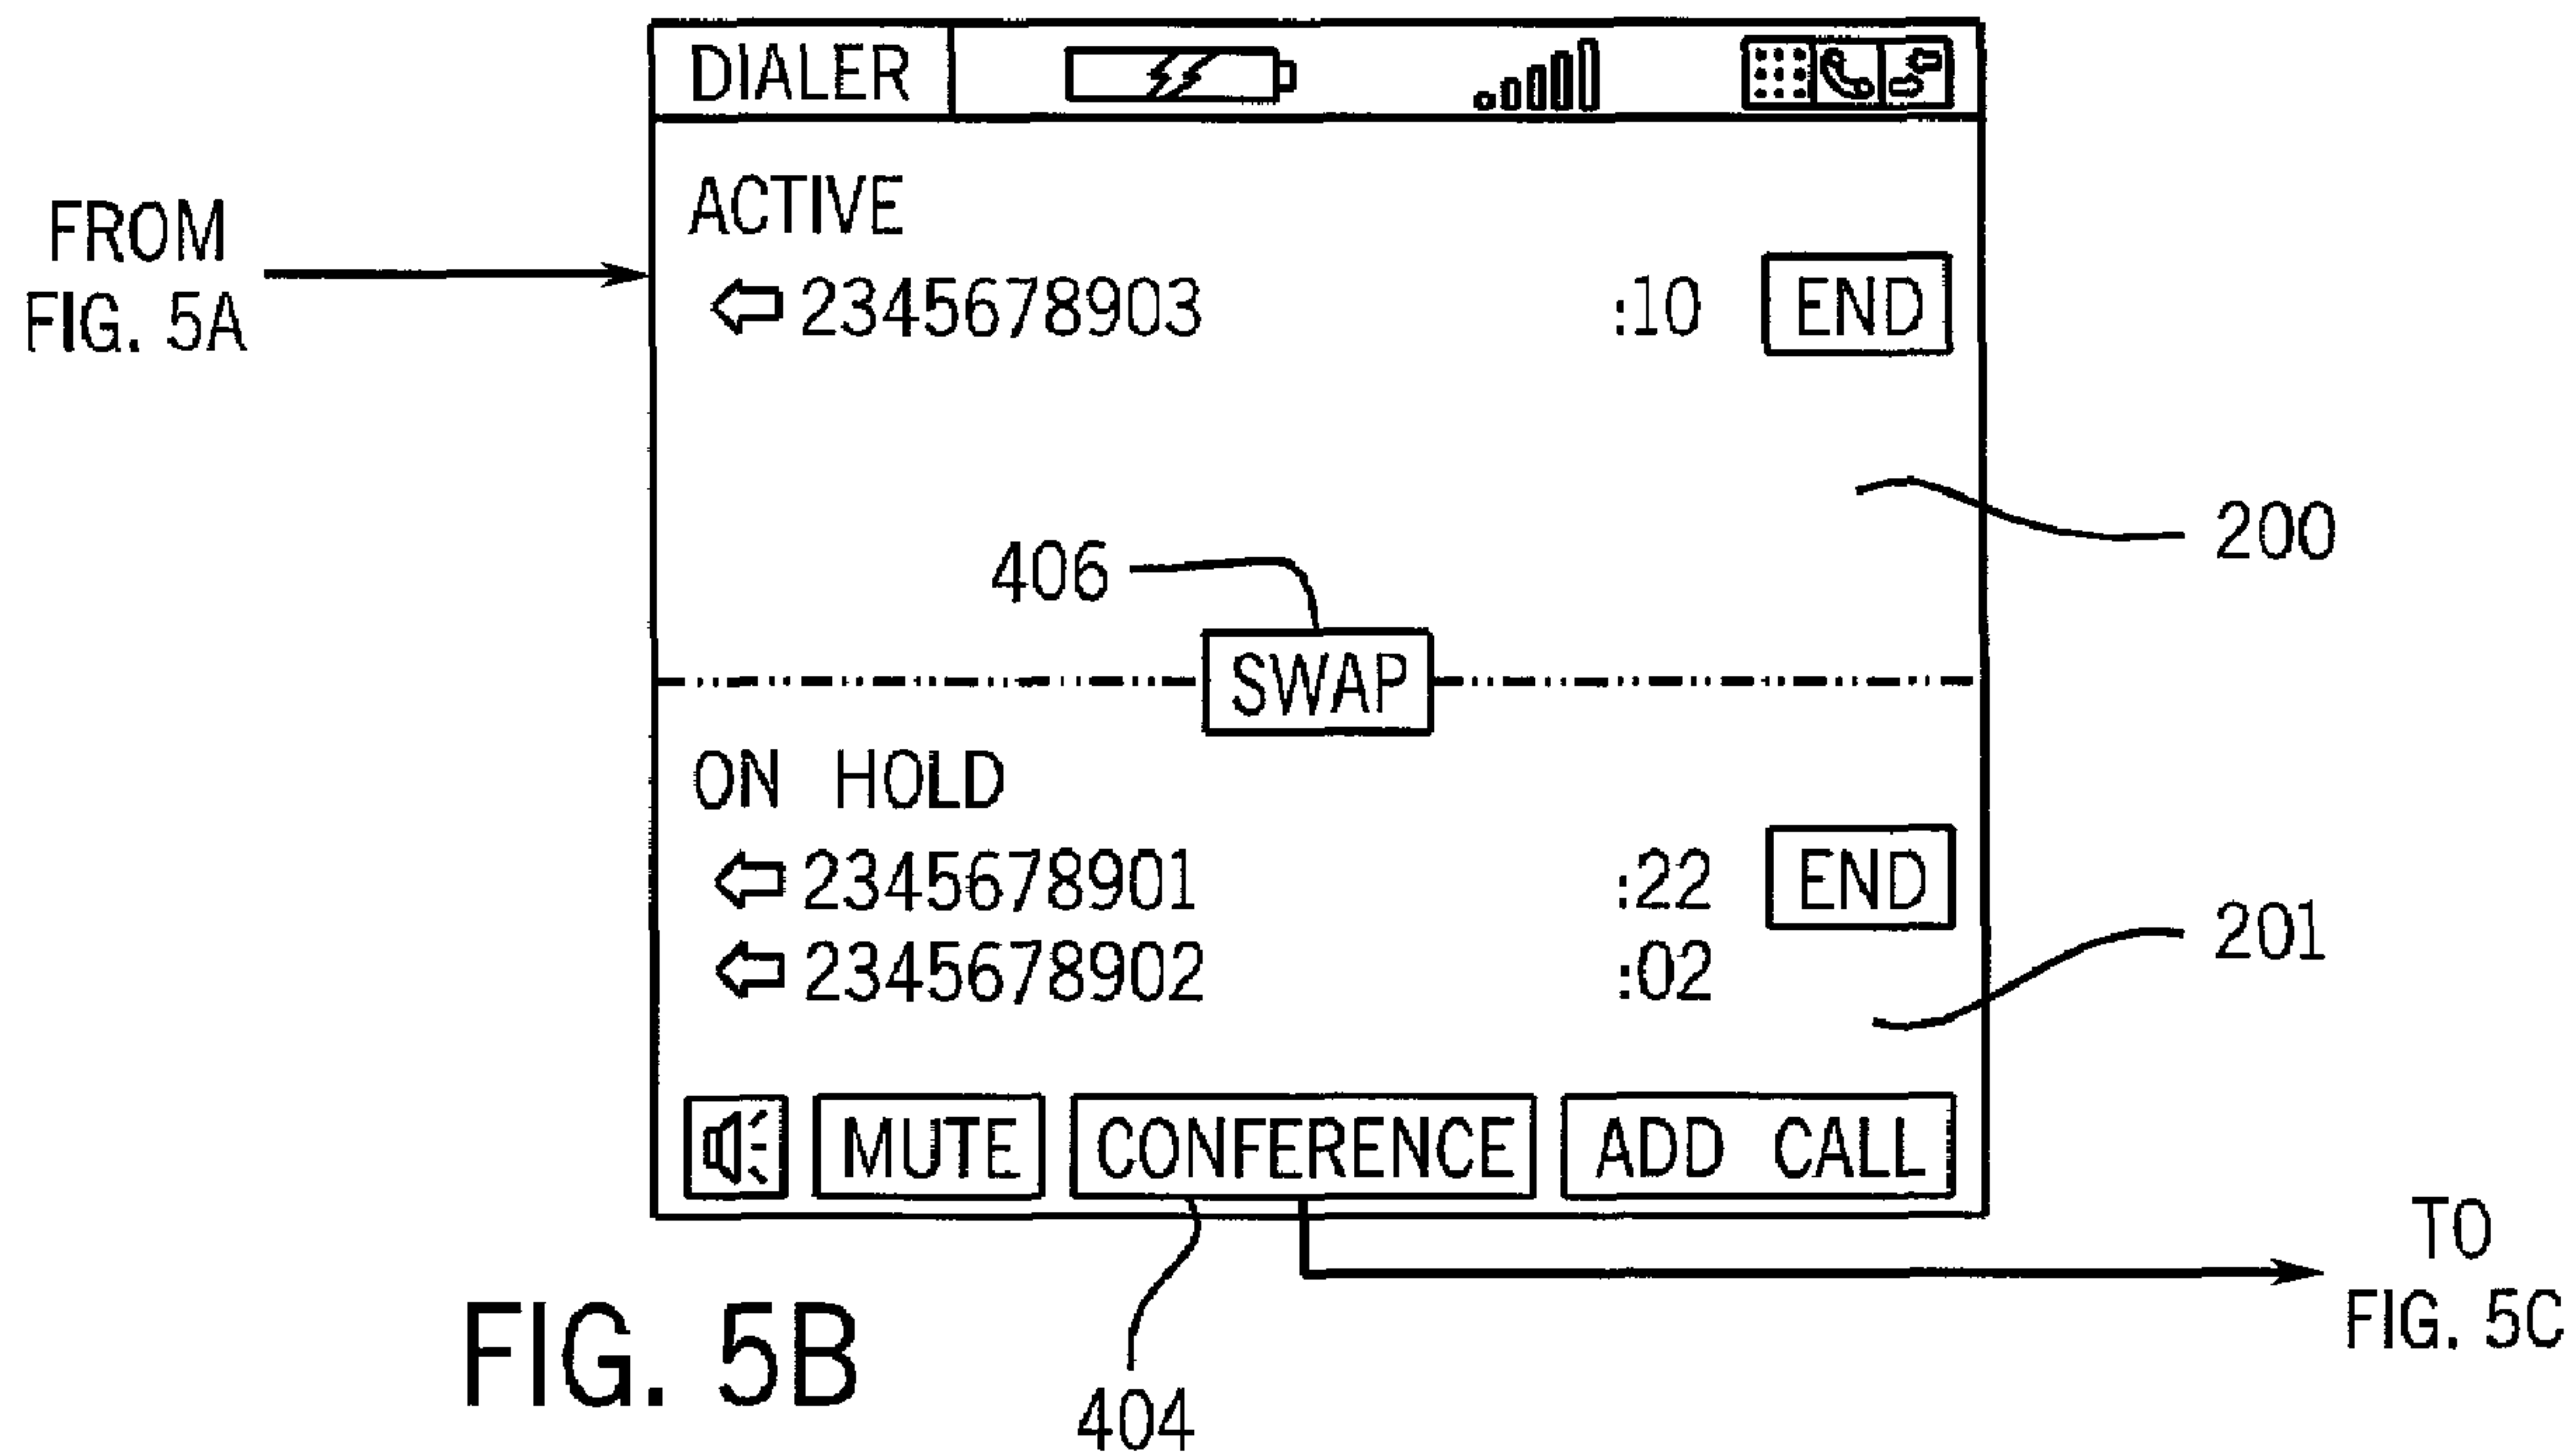 DIALER
FROM
FIG. 5A
ACTIVE
2345678903 :10 END
200
406
SWAP
ON HOLD
2345678901 :22 END
2345678902 :02
201
MUTE CONFERENCE ADD CALL
TO
FIG. 5C
FIG. 5B
404